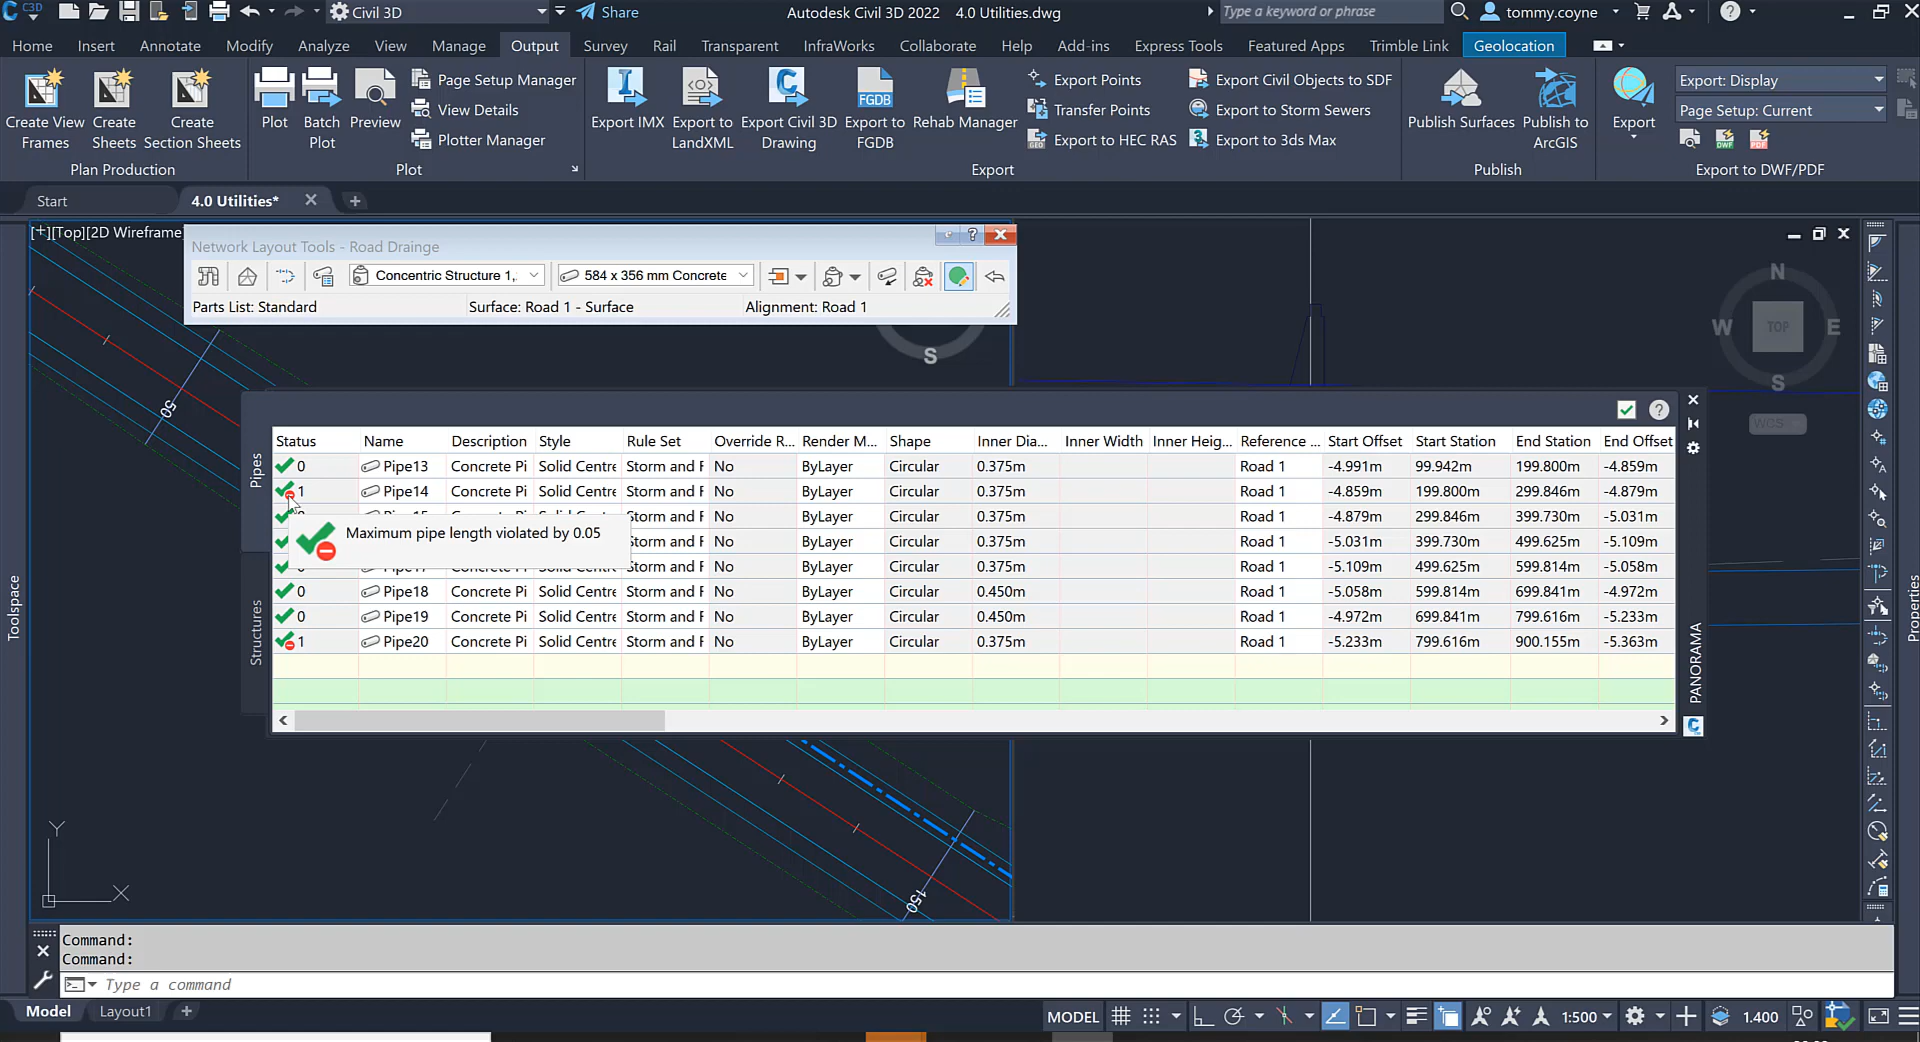 C3D Civil 3D Share Autodesk Civil 3D 2022 4.0 Utilities.dwg Type a keyword or phrase tommy.coyne
Home Insert Annotate Modify Analyze View Manage Output Survey Rail Transparent InfraWorks Collaborate Help Add-ins Express Tools Featured Apps Trimble Link Geolocation
Create View Frames
Create Sheets
Create Section Sheets
Plan Production
Plot
Batch Plot
Preview
Page Setup Manager
View Details
Plotter Manager
Plot
Export IMX
Export to LandXML
Export Civil 3D Drawing
FGDB
Export to FGDB
Rehab Manager
Export Points
Transfer Points
Export to HEC RAS
Export Civil Objects to SDF
Export to Storm Sewers
Export to 3ds Max
Export
Publish Surfaces
Publish to ArcGIS
Publish
Export
Export: Display
Page Setup: Current
DWF PDF
Export to DWF/PDF
Start 4.0 Utilities*
[+][Top][2D Wireframe
Network Layout Tools - Road Drainge
Concentric Structure 1, 584 x 356 mm Concrete
Parts List: Standard Surface: Road 1 - Surface Alignment: Road 1
S
N
W TOP E
S
WCS
50
150
Toolspace
Properties
PANORAMA
Pipes
Structures
Status Name Description Style Rule Set Override R... Render M... Shape Inner Dia... Inner Width Inner Heig... Reference ... Start Offset Start Station End Station End Offset
0 Pipe13 Concrete Pi Solid Centre Storm and F No ByLayer Circular 0.375m Road 1 -4.991m 99.942m 199.800m -4.859m
1 Pipe14 Concrete Pi Solid Centre Storm and F No ByLayer Circular 0.375m Road 1 -4.859m 199.800m 299.846m -4.879m
Storm and F No ByLayer Circular 0.375m Road 1 -4.879m 299.846m 399.730m -5.031m
Maximum pipe length violated by 0.05
Storm and F No ByLayer Circular 0.375m Road 1 -5.031m 399.730m 499.625m -5.109m
Storm and F No ByLayer Circular 0.375m Road 1 -5.109m 499.625m 599.814m -5.058m
0 Pipe18 Concrete Pi Solid Centre Storm and F No ByLayer Circular 0.450m Road 1 -5.058m 599.814m 699.841m -4.972m
0 Pipe19 Concrete Pi Solid Centre Storm and F No ByLayer Circular 0.450m Road 1 -4.972m 699.841m 799.616m -5.233m
1 Pipe20 Concrete Pi Solid Centre Storm and F No ByLayer Circular 0.375m Road 1 -5.233m 799.616m 900.155m -5.363m
Y
X
Command:
Command:
Type a command
Model Layout1 MODEL 1:500 1.400